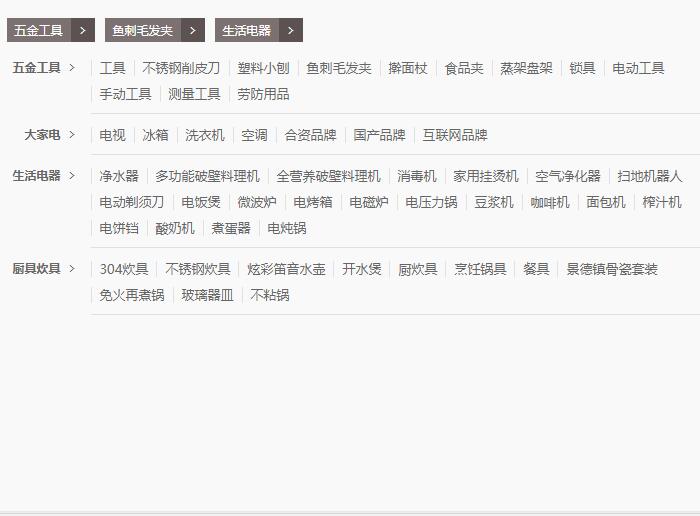 五金工具 > 鱼刺毛发夹 > 生活电器 >
五金工具 > 工具 不锈钢削皮刀 塑料小刨 鱼刺毛发夹 擀面杖 食品夹 蒸架盘架 锁具 电动工具
手动工具 测量工具 劳防用品
大家电 > 电视 冰箱 洗衣机 空调 合资品牌 国产品牌 互联网品牌
生活电器 > 净水器 多功能破壁料理机 全营养破壁料理机 消毒机 家用挂烫机 空气净化器 扫地机器人
电动剃须刀 电饭煲 微波炉 电烤箱 电磁炉 电压力锅 豆浆机 咖啡机 面包机 榨汁机
电饼铛 酸奶机 煮蛋器 电炖锅
厨具炊具 > 304炊具 不锈钢炊具 炫彩笛音水壶 开水煲 厨炊具 烹饪锅具 餐具 景德镇骨瓷套装
免火再煮锅 玻璃器皿 不粘锅